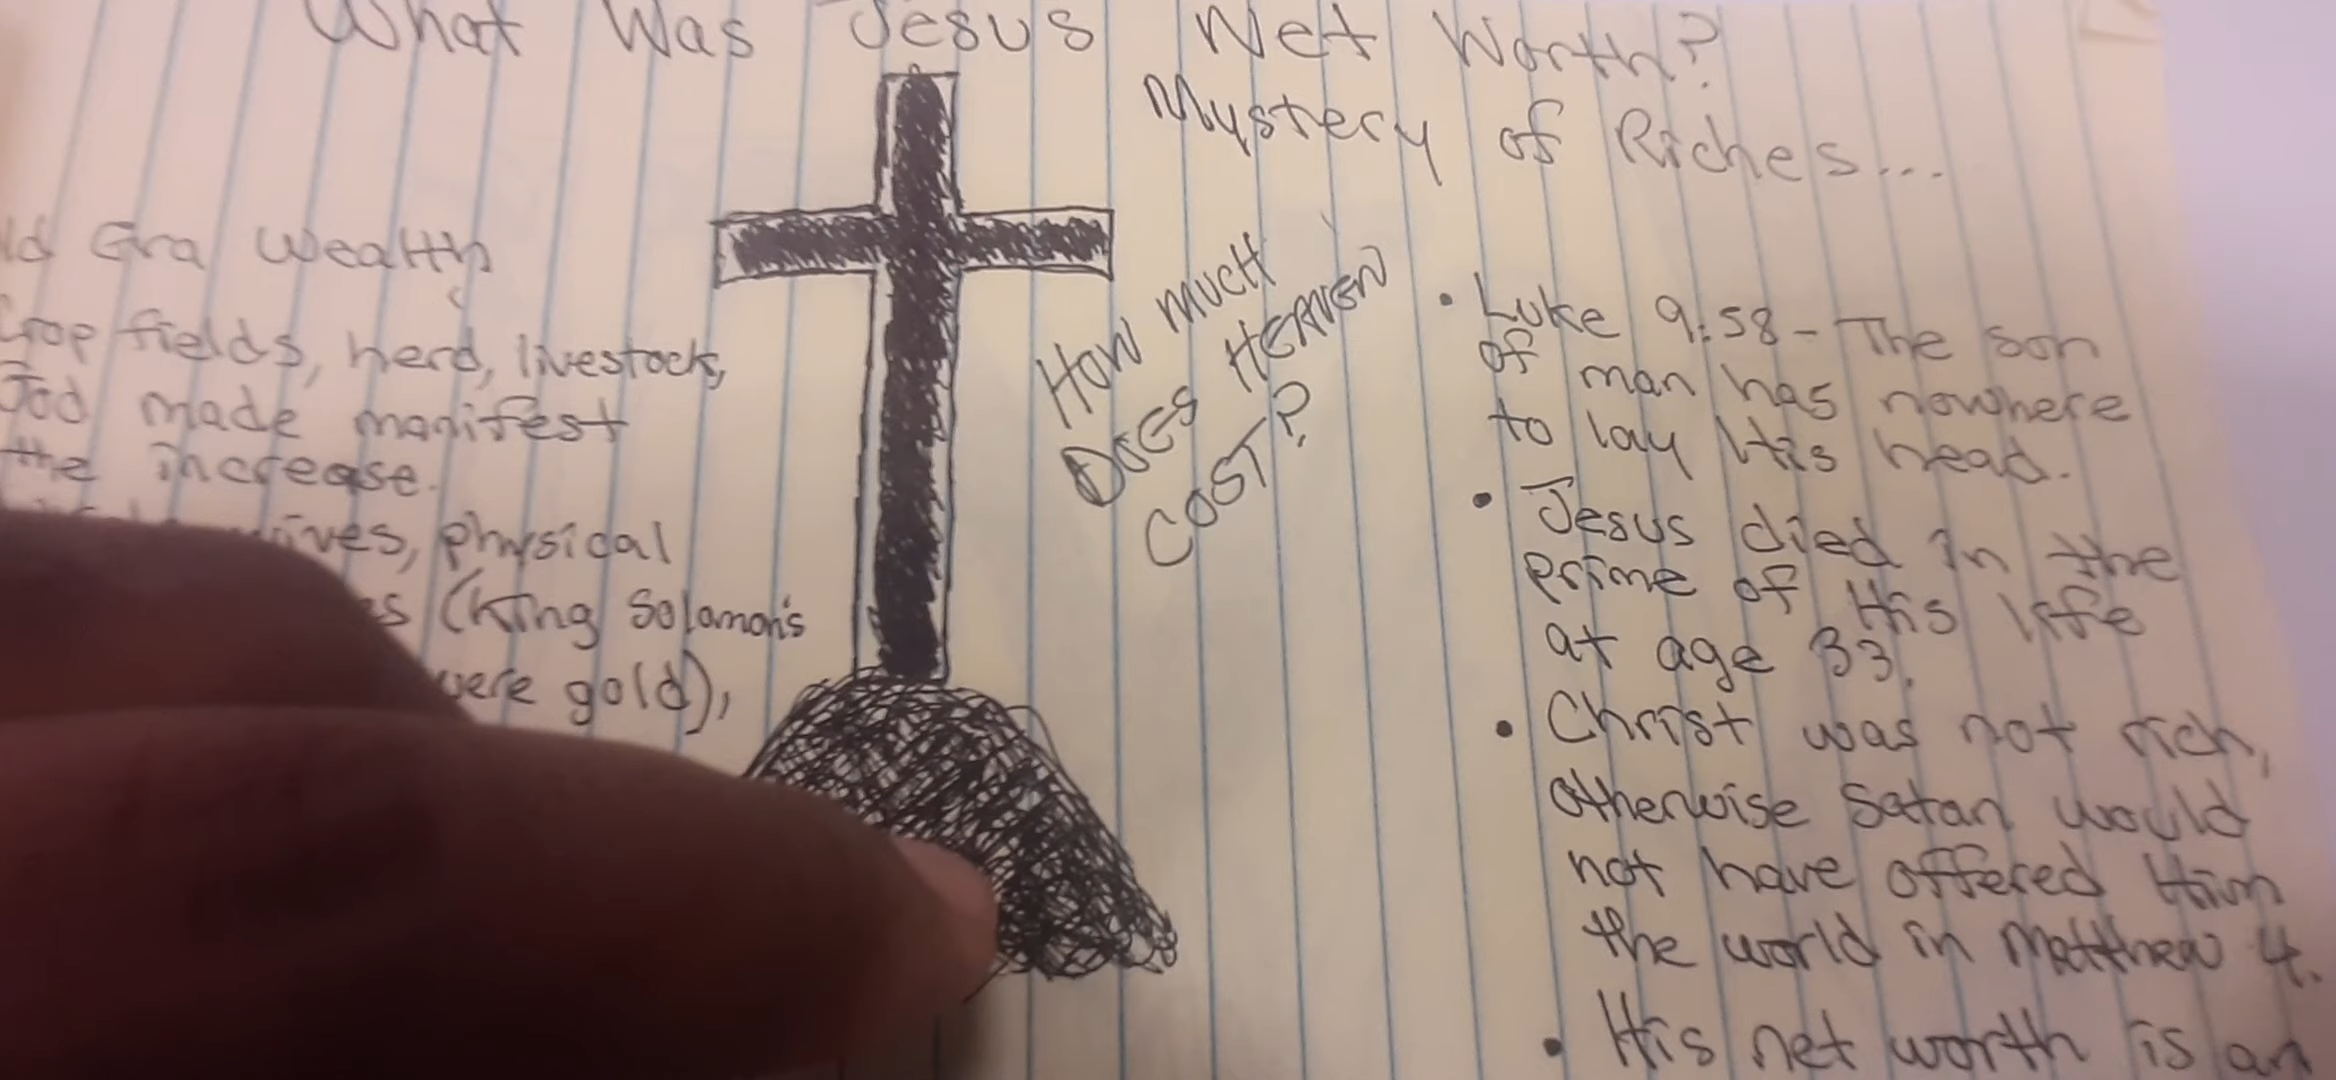 What Was Jesus Net Worth?
Mystery of Riches...
ld Era Wealth
Crop fields, herd, livestock,
God made manifest
the increase.
wives, physical
(King Solomon's
were gold),
HOW MUCH
DOES HEAVEN
COST?
• Luke 9:58 - The son
of man has nowhere
to lay His head.
• Jesus died in the
prime of His life
at age 33.
• Christ was not rich,
otherwise Satan would
not have offered Him
the world in Matthew 4.
• His net worth is an